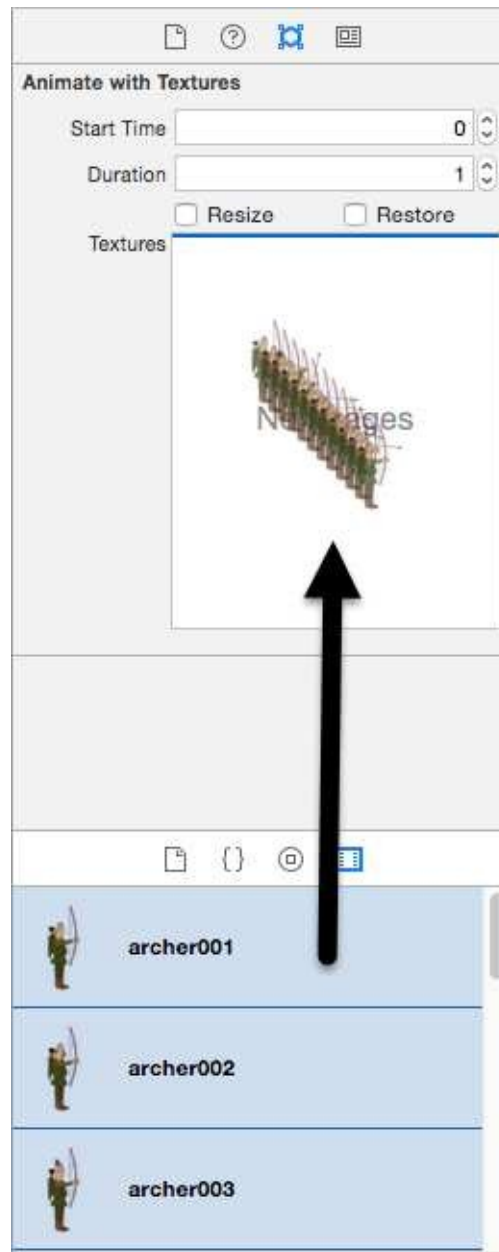 Animate with Textures
Start Time 0
Duration 1
Resize Restore
Textures
archer001
archer002
archer003